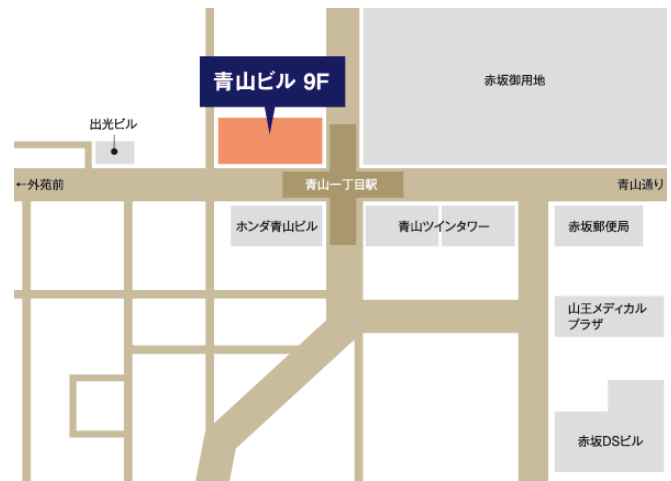 青山ビル 9F
赤坂御用地
出光ビル
←外苑前
青山一丁目駅
青山通り
ホンダ青山ビル
青山ツインタワー
赤坂郵便局
山王メディカル
プラザ
赤坂DSビル